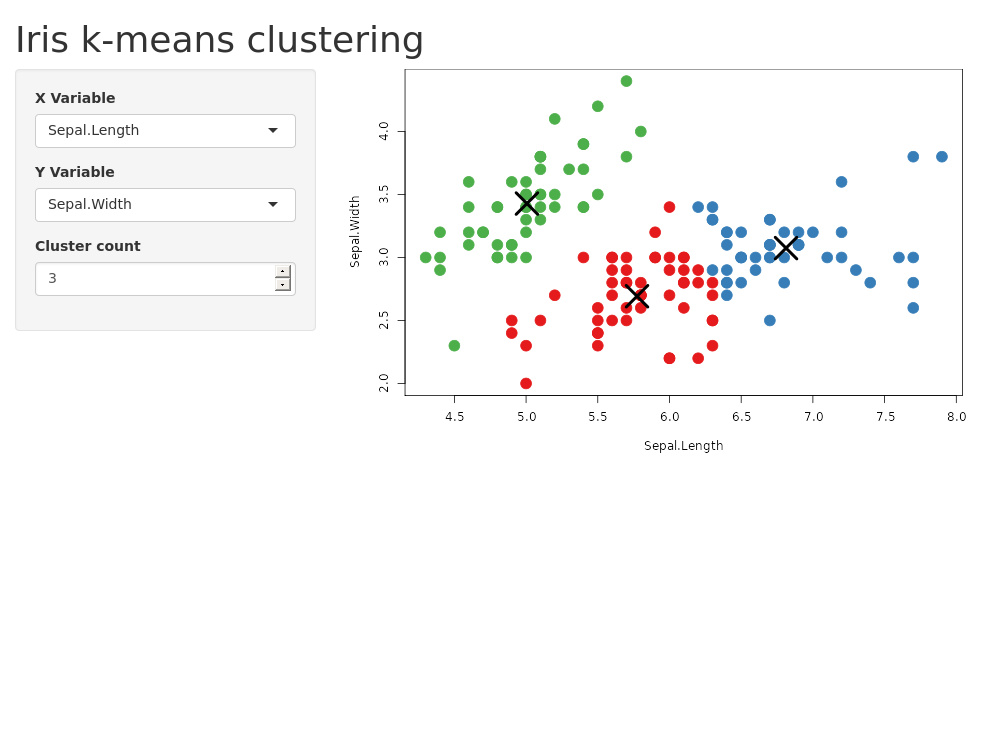 Iris k-means clustering
X Variable
Sepal.Length
Y Variable
Sepal.Width
Cluster count
3
Sepal.Width
4.0
3.5
3.0
2.5
2.0
4.5 5.0 5.5 6.0 6.5 7.0 7.5 8.0
Sepal.Length